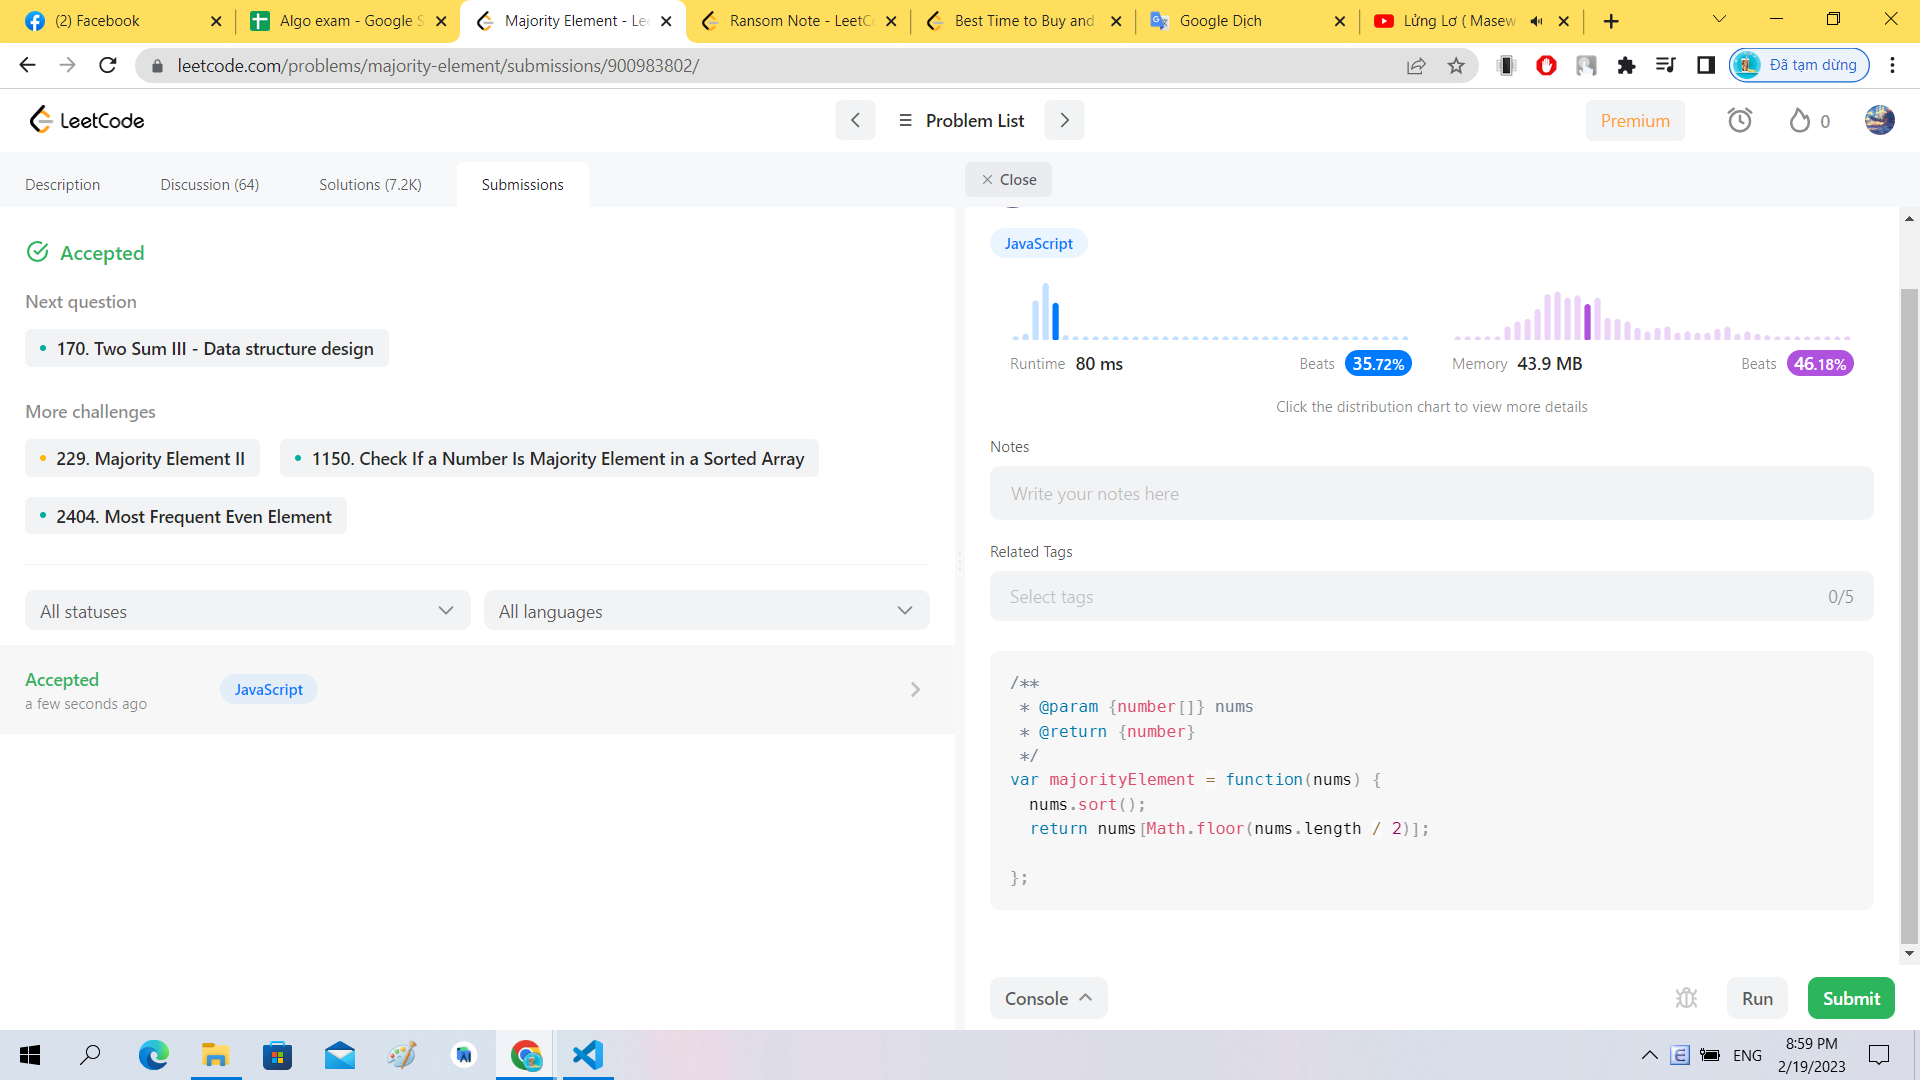 (2) Facebook
Algo exam - Google S
Majority Element - Lee
Ransom Note - LeetCo
Best Time to Buy and
Google Dịch
Lửng Lơ ( Masew
leetcode.com/problems/majority-element/submissions/900983802/
Đã tạm dừng
LeetCode
Problem List
Premium
0
Description
Discussion (64)
Solutions (7.2K)
Submissions
Close
Accepted
Next question
170. Two Sum III - Data structure design
More challenges
229. Majority Element II
1150. Check If a Number Is Majority Element in a Sorted Array
2404. Most Frequent Even Element
All statuses
All languages
Accepted
a few seconds ago
JavaScript
JavaScript
Runtime 80 ms
Beats 35.72%
Memory 43.9 MB
Beats 46.18%
Click the distribution chart to view more details
Notes
Write your notes here
Related Tags
Select tags
0/5
/**
 * @param {number[]} nums
 * @return {number}
 */
var majorityElement = function(nums) {
  nums.sort();
  return nums[Math.floor(nums.length / 2)];
};
Console
Run
Submit
ENG
8:59 PM
2/19/2023